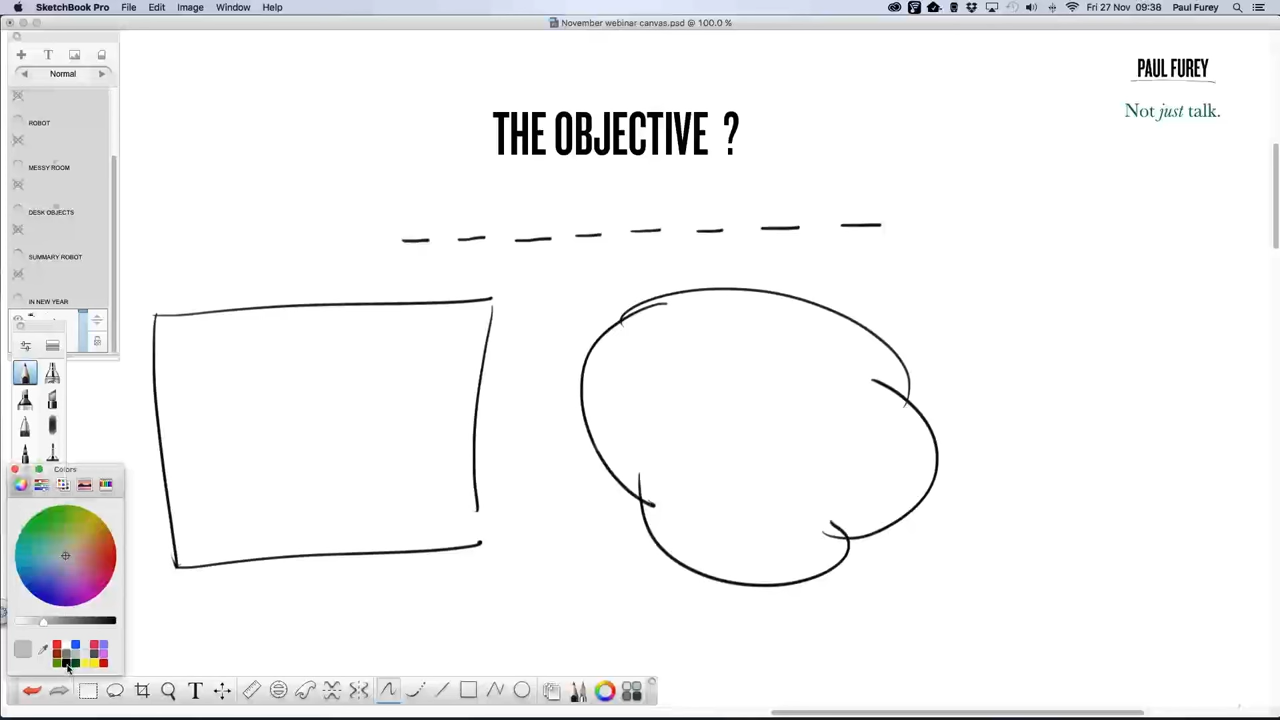 SketchBook Pro File Edit Image Window Help Fri 27 Nov 09:38 Paul Furey
November webinar canvas.psd @ 100.0 %
PAUL FUREY
Not just talk.
THE OBJECTIVE ?
T
Normal
ROBOT
MESSY ROOM
DESK OBJECTS
SUMMARY ROBOT
IN NEW YEAR
Colors
T